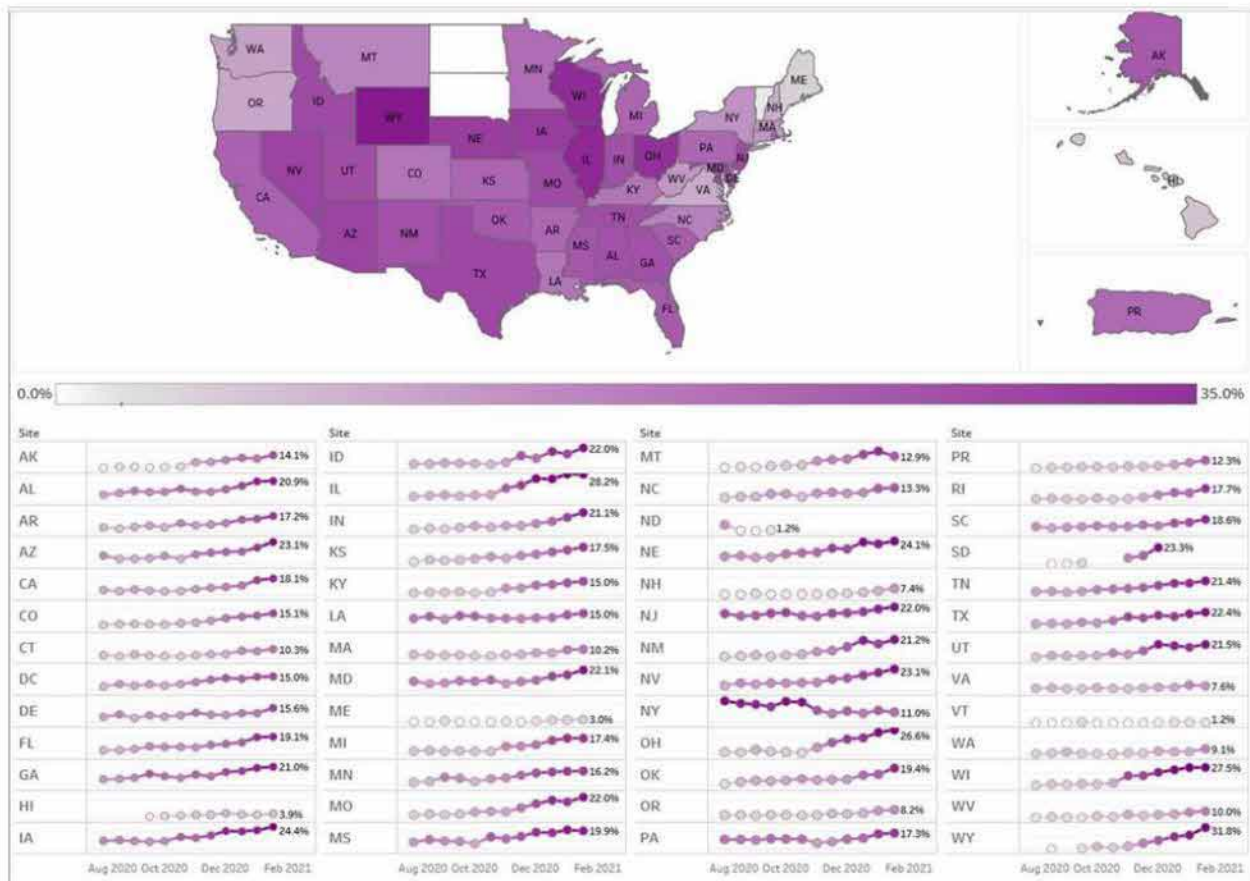 WA
MT
MN
ME
OR
ID
WI
NH
WY
MI
NY
MA
IA
PA
NE
NJ
IL
IN
OH
MD
DE
NV
UT
CO
WV
VA
CA
KS
MO
KY
NC
AZ
NM
OK
AR
TN
SC
MS
AL
GA
TX
LA
FL
AK
HI
PR
0.0% 35.0%
Site Site Site Site
AK 14.1% ID 22.0% MT 12.9% PR 12.3%
AL 20.9% IL 28.2% NC 13.3% RI 17.7%
AR 17.2% IN 21.1% ND 1.2% SC 18.6%
AZ 23.1% KS 17.5% NE 24.1% SD 23.3%
CA 18.1% KY 15.0% NH 7.4% TN 21.4%
CO 15.1% LA 15.0% NJ 22.0% TX 22.4%
CT 10.3% MA 10.2% NM 21.2% UT 21.5%
DC 15.0% MD 22.1% NV 23.1% VA 7.6%
DE 15.6% ME 3.0% NY 11.0% VT 1.2%
FL 19.1% MI 17.4% OH 26.6% WA 9.1%
GA 21.0% MN 16.2% OK 19.4% WI 27.5%
HI 3.9% MO 22.0% OR 8.2% WV 10.0%
IA 24.4% MS 19.9% PA 17.3% WY 31.8%
Aug 2020 Oct 2020 Dec 2020 Feb 2021 Aug 2020 Oct 2020 Dec 2020 Feb 2021 Aug 2020 Oct 2020 Dec 2020 Feb 2021 Aug 2020 Oct 2020 Dec 2020 Feb 2021